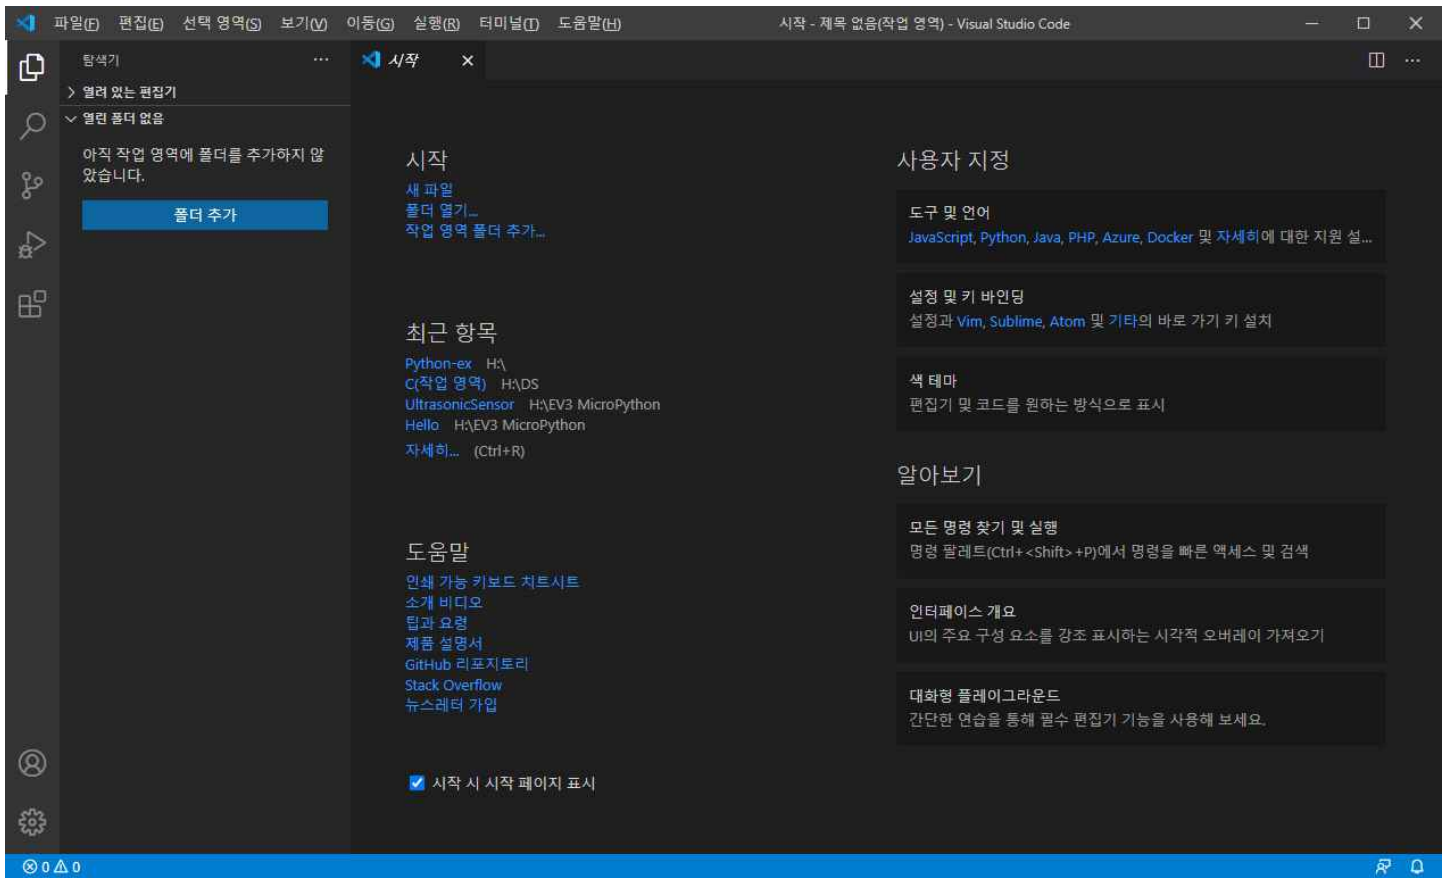 파일(F) 편집(E) 선택 영역(S) 보기(V) 이동(G) 실행(R) 터미널(T) 도움말(H) 시작 - 제목 없음(작업 영역) - Visual Studio Code
탐색기
시작
열려 있는 편집기
열린 폴더 없음
아직 작업 영역에 폴더를 추가하지 않
았습니다.
폴더 추가
시작
새 파일
폴더 열기...
작업 영역 폴더 추가...
최근 항목
Python-ex H:\
C(작업 영역) H:\DS
UltrasonicSensor H:\EV3 MicroPython
Hello H:\EV3 MicroPython
자세히... (Ctrl+R)
도움말
인쇄 가능 키보드 치트시트
소개 비디오
팁과 요령
제품 설명서
GitHub 리포지토리
Stack Overflow
뉴스레터 가입
시작 시 시작 페이지 표시
사용자 지정
도구 및 언어
JavaScript, Python, Java, PHP, Azure, Docker 및 자세히에 대한 지원 설...
설정 및 키 바인딩
설정과 Vim, Sublime, Atom 및 기타의 바로 가기 키 설치
색 테마
편집기 및 코드를 원하는 방식으로 표시
알아보기
모든 명령 찾기 및 실행
명령 팔레트(Ctrl+<Shift>+P)에서 명령을 빠른 액세스 및 검색
인터페이스 개요
UI의 주요 구성 요소를 강조 표시하는 시각적 오버레이 가져오기
대화형 플레이그라운드
간단한 연습을 통해 필수 편집기 기능을 사용해 보세요.
0 0